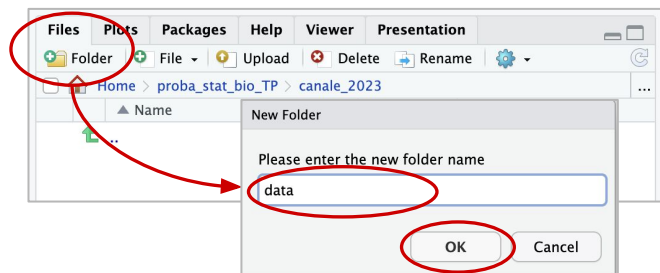 Files Plots Packages Help Viewer Presentation
Folder File Upload Delete Rename
Home > proba_stat_bio_TP > canale_2023 ...
Name
..
New Folder
Please enter the new folder name
data
OK Cancel